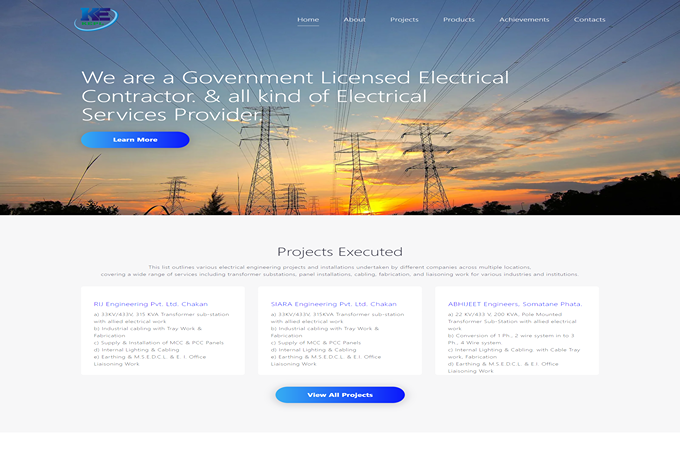 KE
Home
About
Projects
Products
Achievements
Contacts
We are a Government Licensed Electrical
Contractor. & all kind of Electrical
Services Provider.
Learn More
Projects Executed
This list outlines various electrical engineering projects and installations undertaken by different companies across multiple locations,
covering a wide range of services including transformer substations, panel installations, cabling, fabrication, and liaisoning work for various industries and institutions.
RU Engineering Pvt. Ltd. Chakan
a) 33KV/433V, 315 KVA Transformer sub-station
with allied electrical work
b) Industrial cabling with Tray Work &
Fabrication
c) Supply & Installation of MCC & PCC Panels
d) Internal Lighting & Cabling
e) Earthing & M.S.E.D.C.L. & E. I. Office
Liaisoning Work
SIARA Engineering Pvt. Ltd. Chakan
a) 33KV/433V, 315KVA Transformer sub-station
with allied electrical work
b) Industrial cabling with Tray Work &
Fabrication
c) Supply of MCC & PCC Panels
d) Internal Lighting & Cabling
e) Earthing & M.S.E.D.C.L. & E.I. Office
Liaisoning Work
ABHIJEET Engineers, Somatane Phata.
a) 22 KV/433 V, 200 KVA, Pole Mounted
Transformer Sub-Station with allied electrical
work
b) Conversion of 1 Ph., 2 wire system in to 3
Ph., 4 Wire system.
c) Internal Lighting & Cabling, with Cable Tray
work, Fabrication.
d) Earthing & M.S.E.D.C.L. & E.I. Office
Liaisoning Work
View All Projects